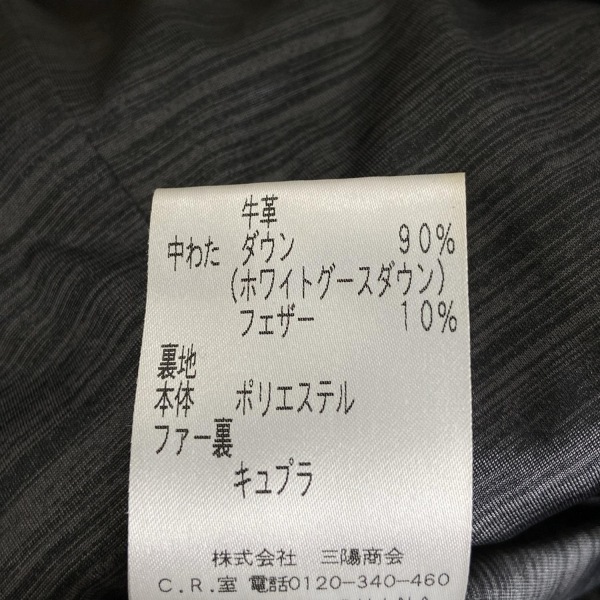 牛革
中わた ダウン 90%
(ホワイトグースダウン)
フェザー 10%
裏地
本体 ポリエステル
ファー裏
キュプラ
株式会社 三陽商会
C.R.室 電話0120-340-460